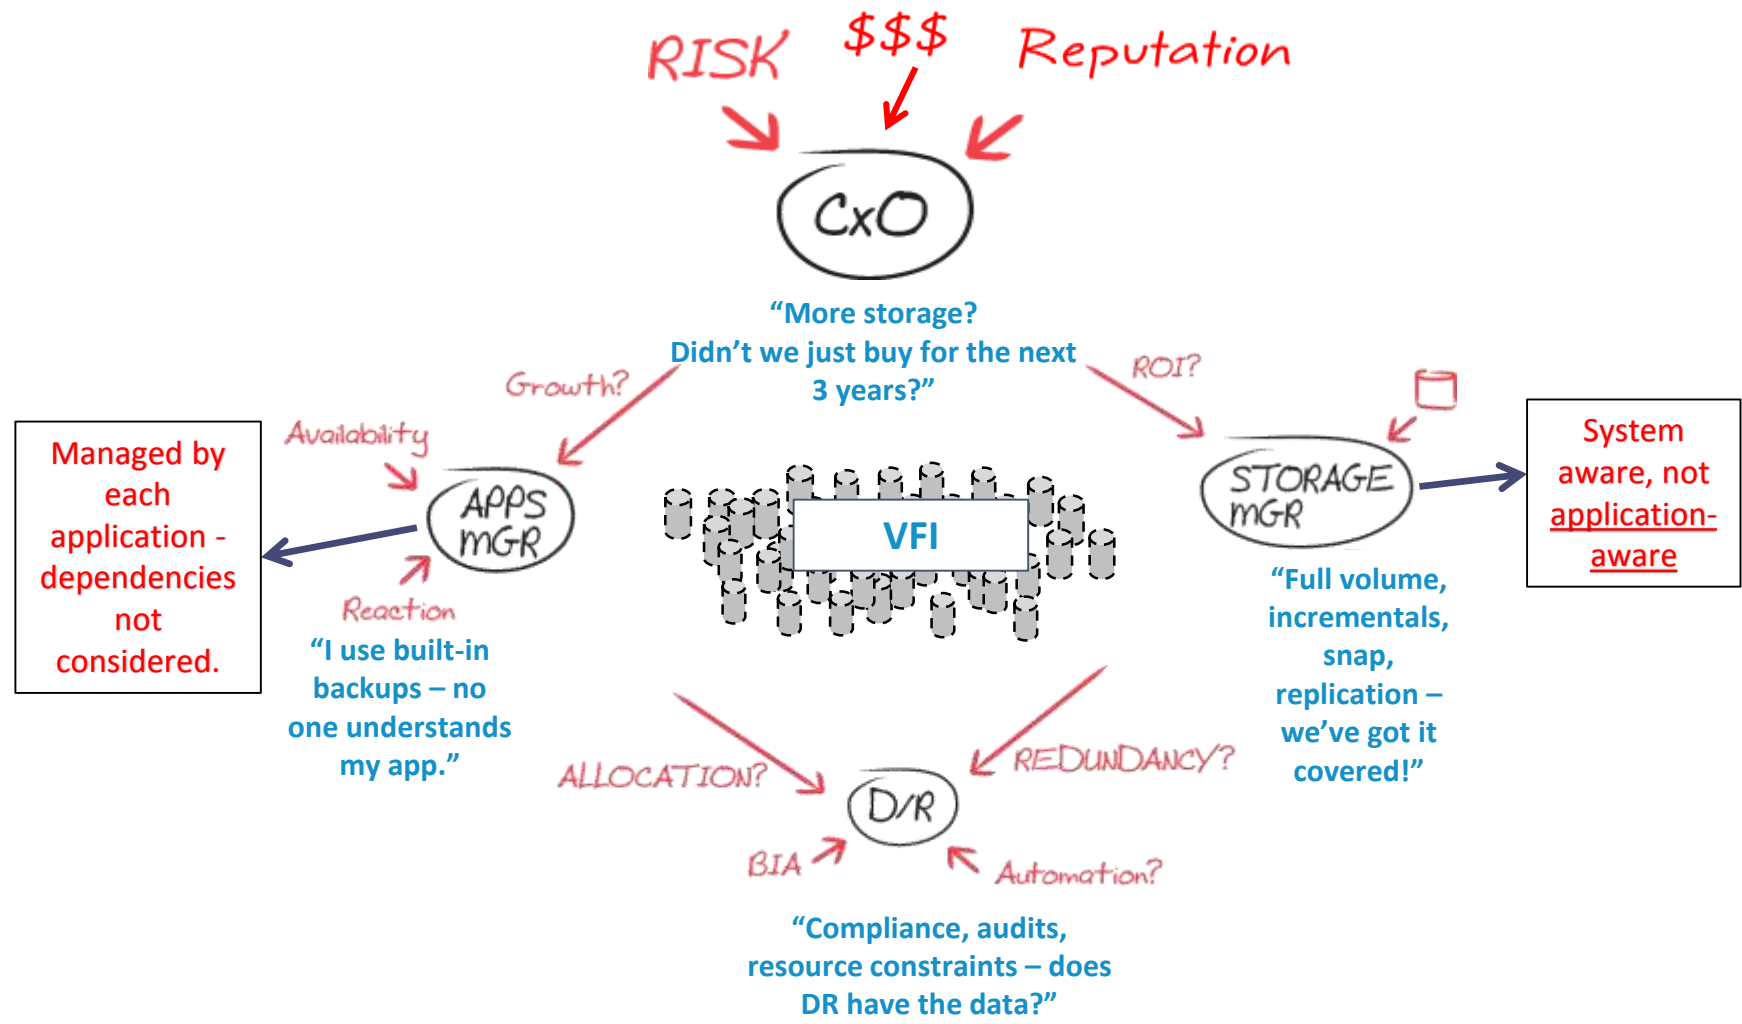 RISK
$$$
Reputation
CxO
“More storage?
Didn’t we just buy for the next
3 years?”
Growth?
ROI?
Availability
Managed by
each
application -
dependencies
not
considered.
APPS
mGR
Reaction
“I use built-in
backups – no
one understands
my app.”
VFI
STORAGE
mGR
System
aware, not
application-
aware
“Full volume,
incrementals,
snap,
replication –
we’ve got it
covered!”
ALLOCATION?
REDUNDANCY?
D/R
BIA
Automation?
“Compliance, audits,
resource constraints – does
DR have the data?”